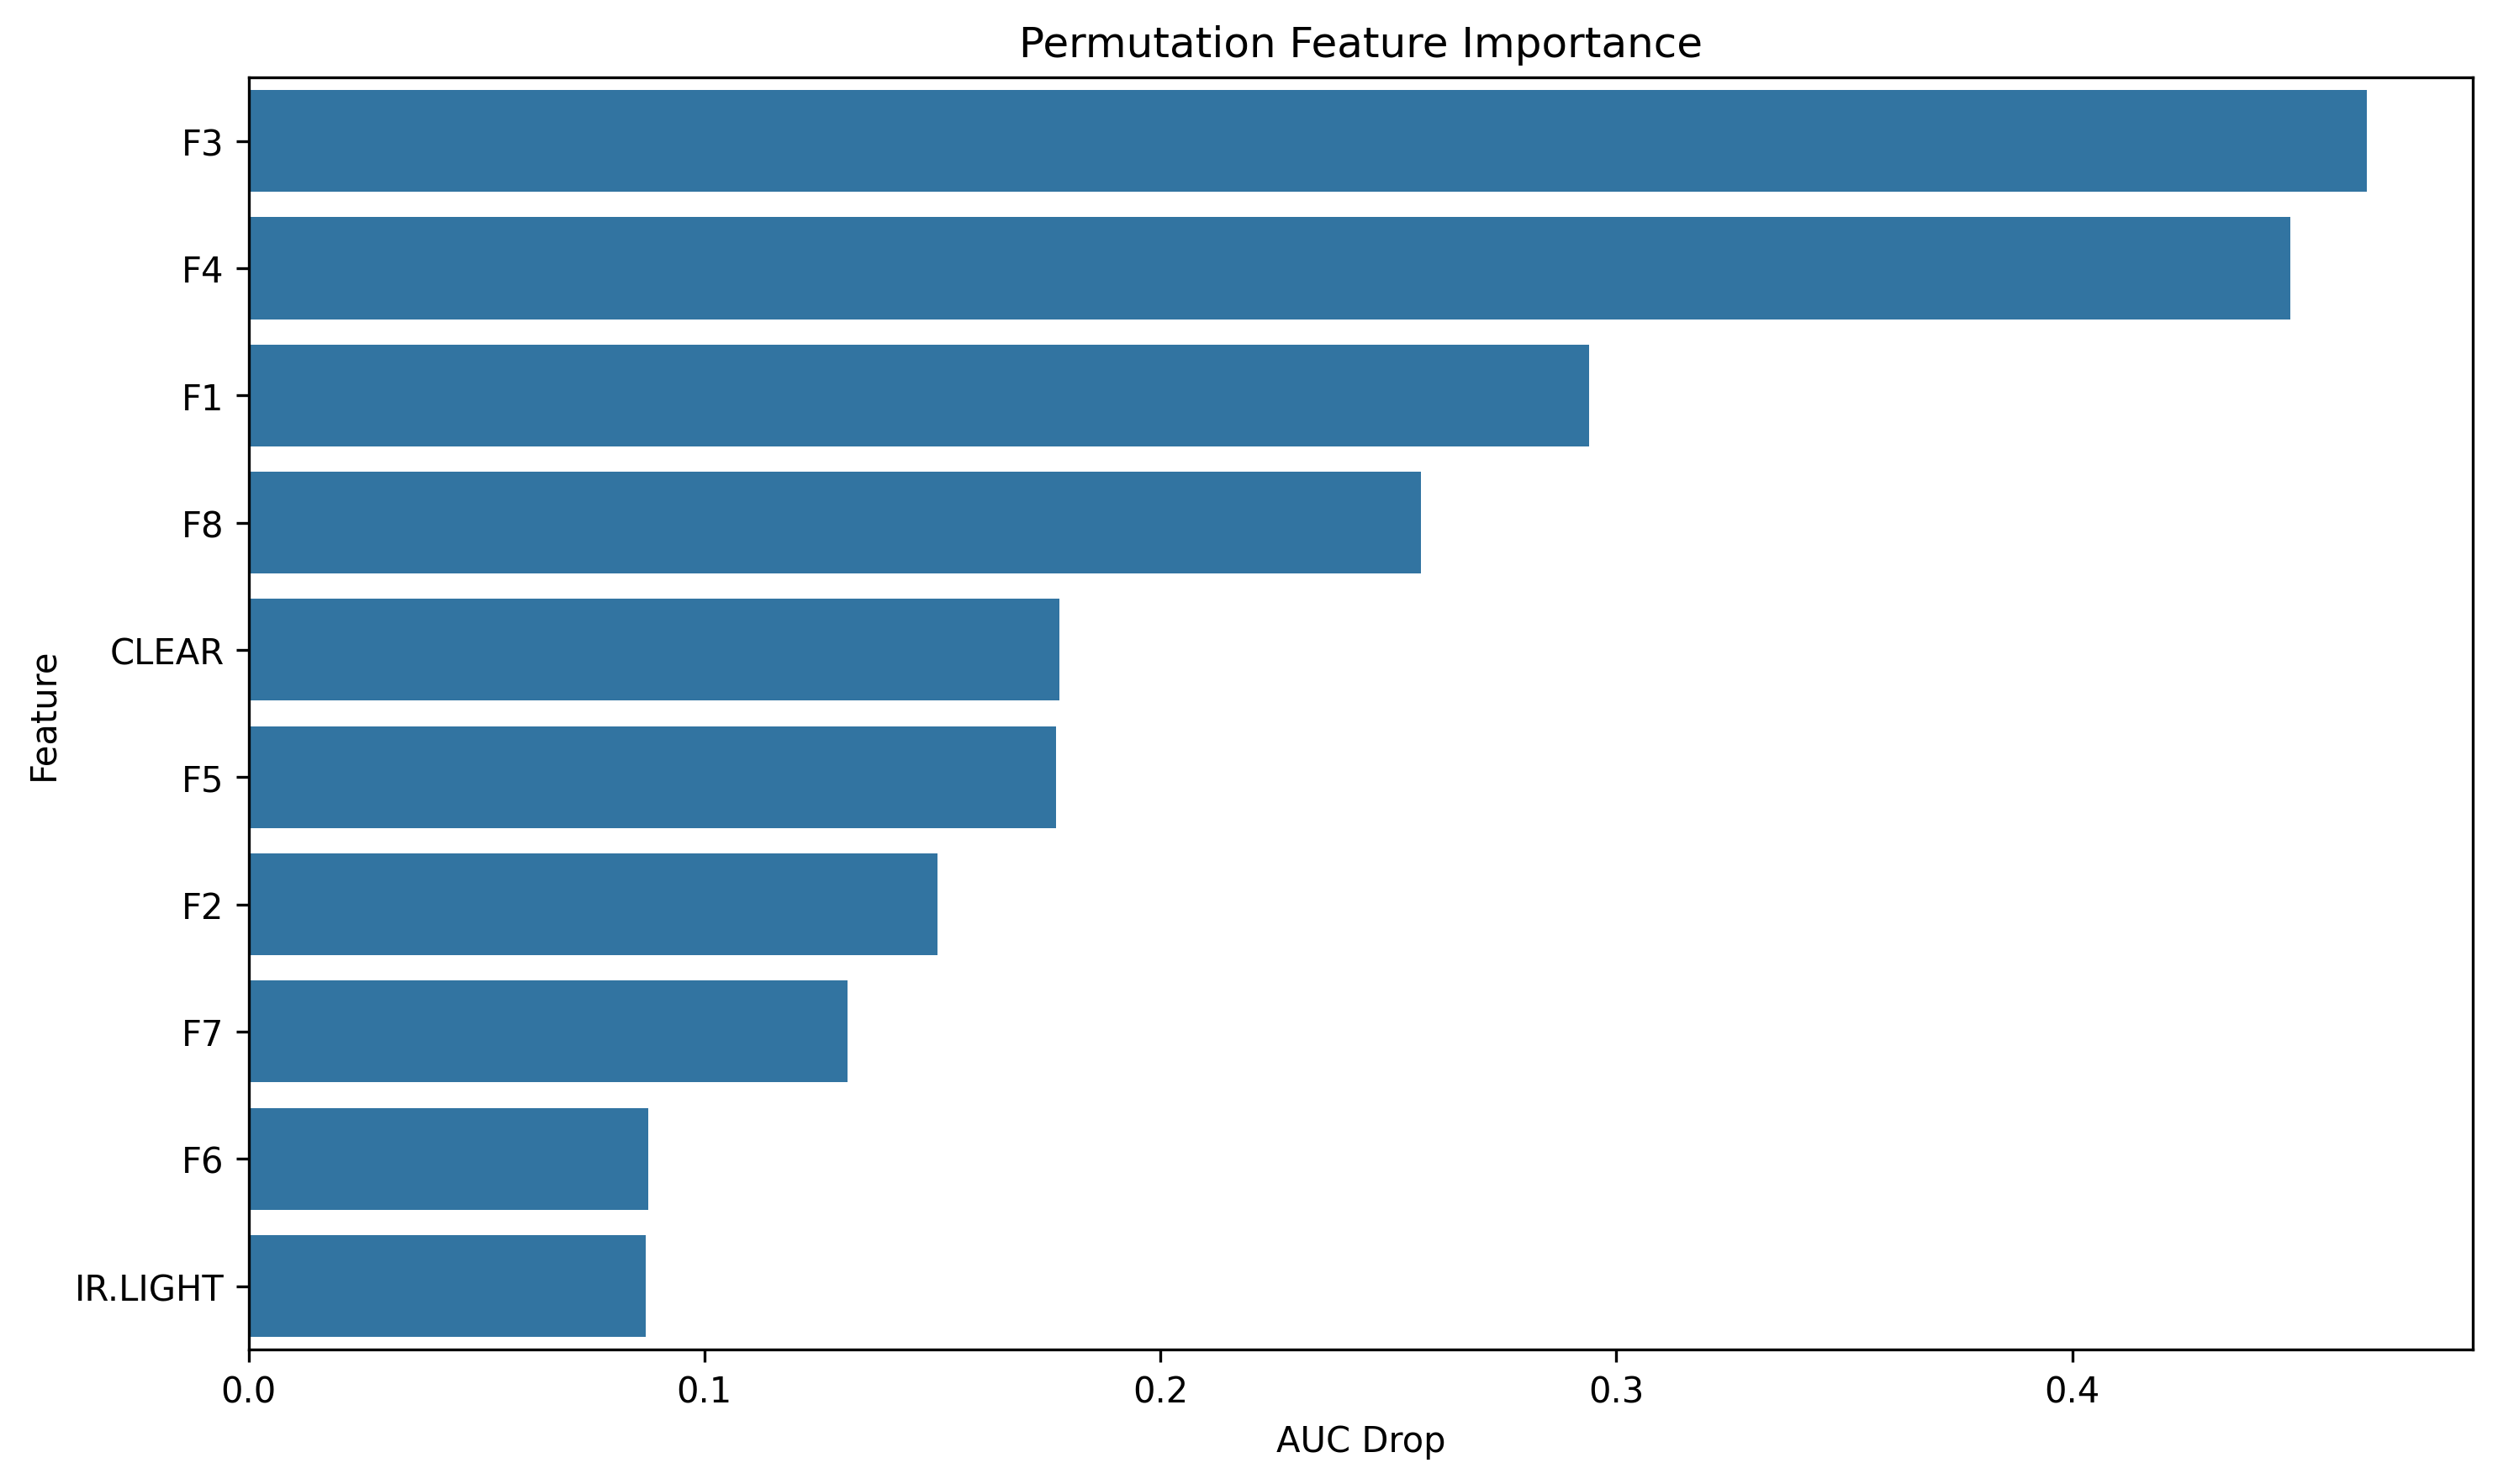 Permutation Feature Importance
Feature
F3
F4
F1
F8
CLEAR
F5
F2
F7
F6
IR.LIGHT
0.0 0.1 0.2 0.3 0.4
AUC Drop